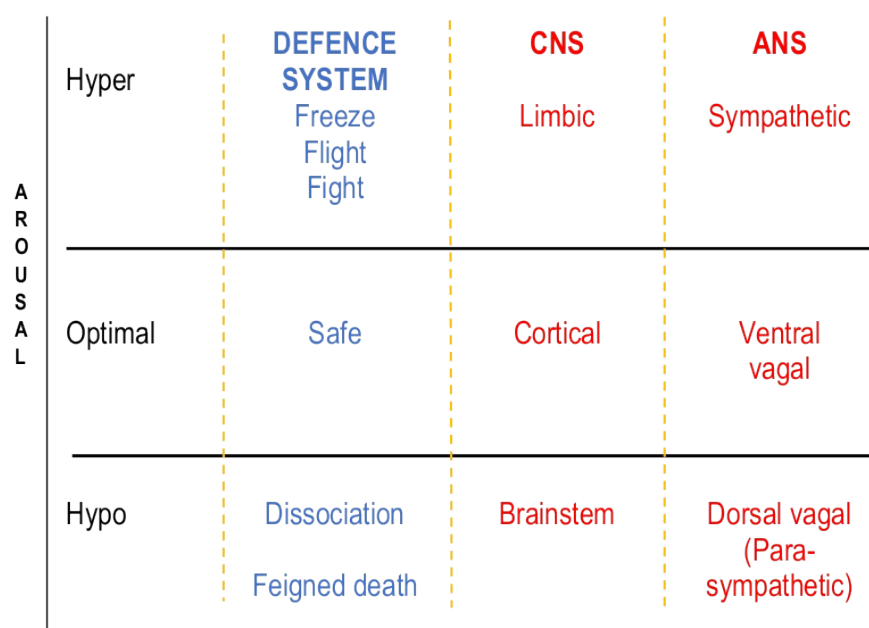 AROUSAL
DEFENCE SYSTEM
CNS
ANS
Hyper
Freeze
Flight
Fight
Limbic
Sympathetic
Optimal
Safe
Cortical
Ventral
vagal
Hypo
Dissociation
Feigned death
Brainstem
Dorsal vagal
(Para-
sympathetic)